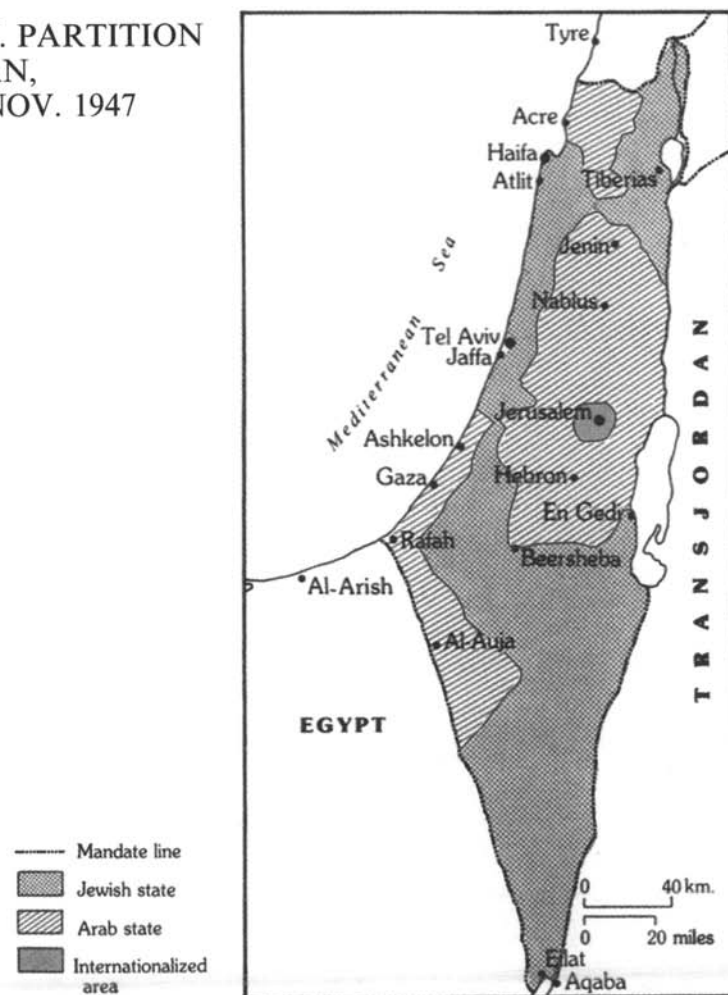 . PARTITION
N,
NOV. 1947
Tyre
Acre
Haifa
Atlit
Tiberias
Jenin
Mediterranean Sea
Nablus
Tel Aviv
Jaffa
TRANSJORDAN
Jerusalem
Ashkelon
Gaza
Hebron
En Gedi
Rafah
Beersheba
Al-Arish
Al-Auja
EGYPT
Mandate line
Jewish state
Arab state
Internationalized
area
0 40 km.
0 20 miles
Eilat
Aqaba